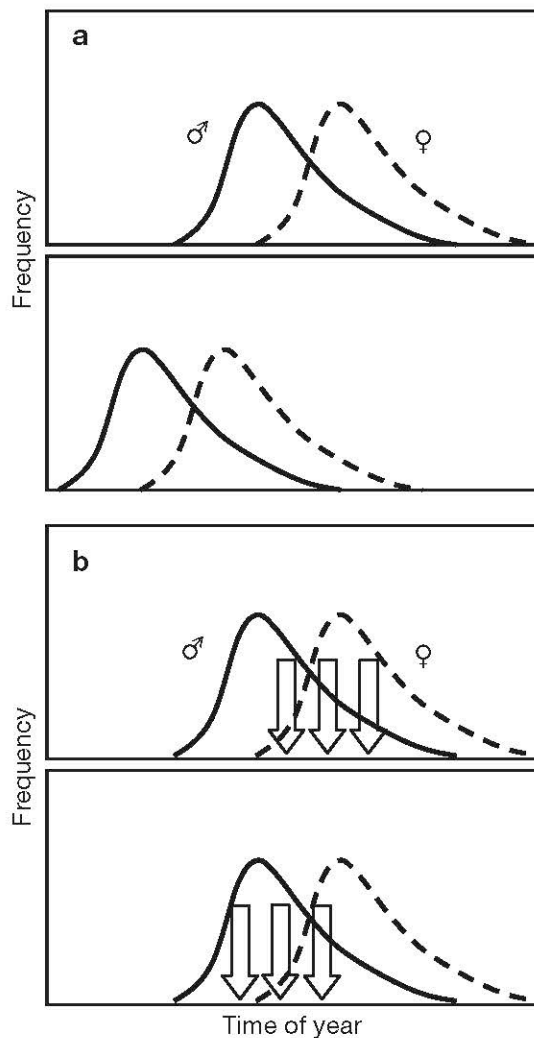 a
♂ ♀
Frequency
b
♂ ♀
Frequency
Time of year